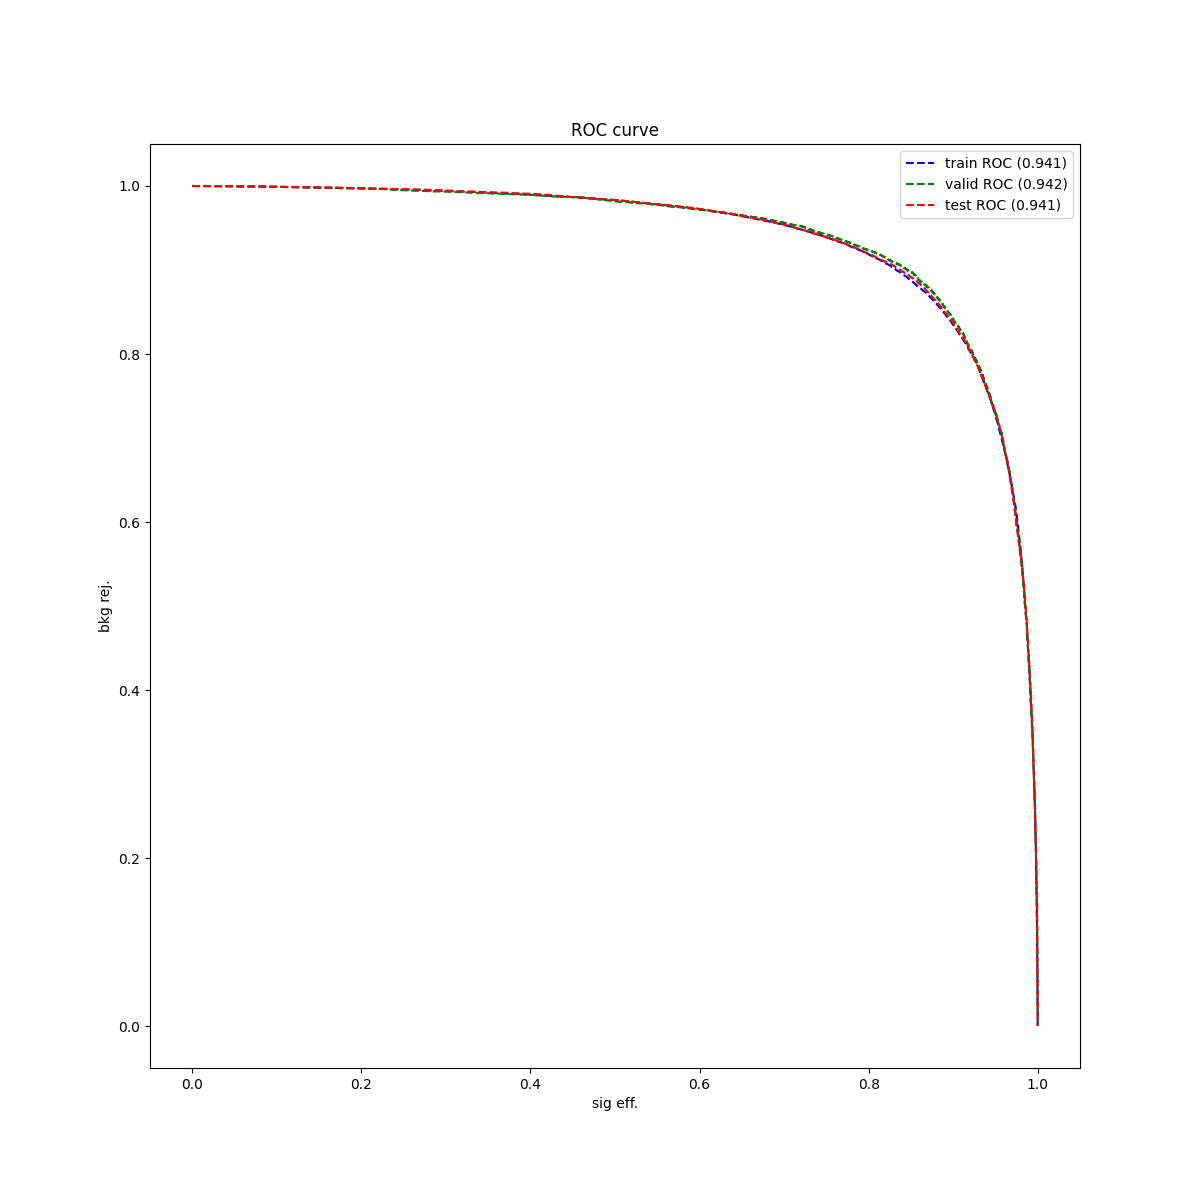 ROC curve
train ROC (0.941)
valid ROC (0.942)
test ROC (0.941)
1.0
0.8
0.6
0.4
0.2
0.0
bkg rej.
0.0 0.2 0.4 0.6 0.8 1.0
sig eff.